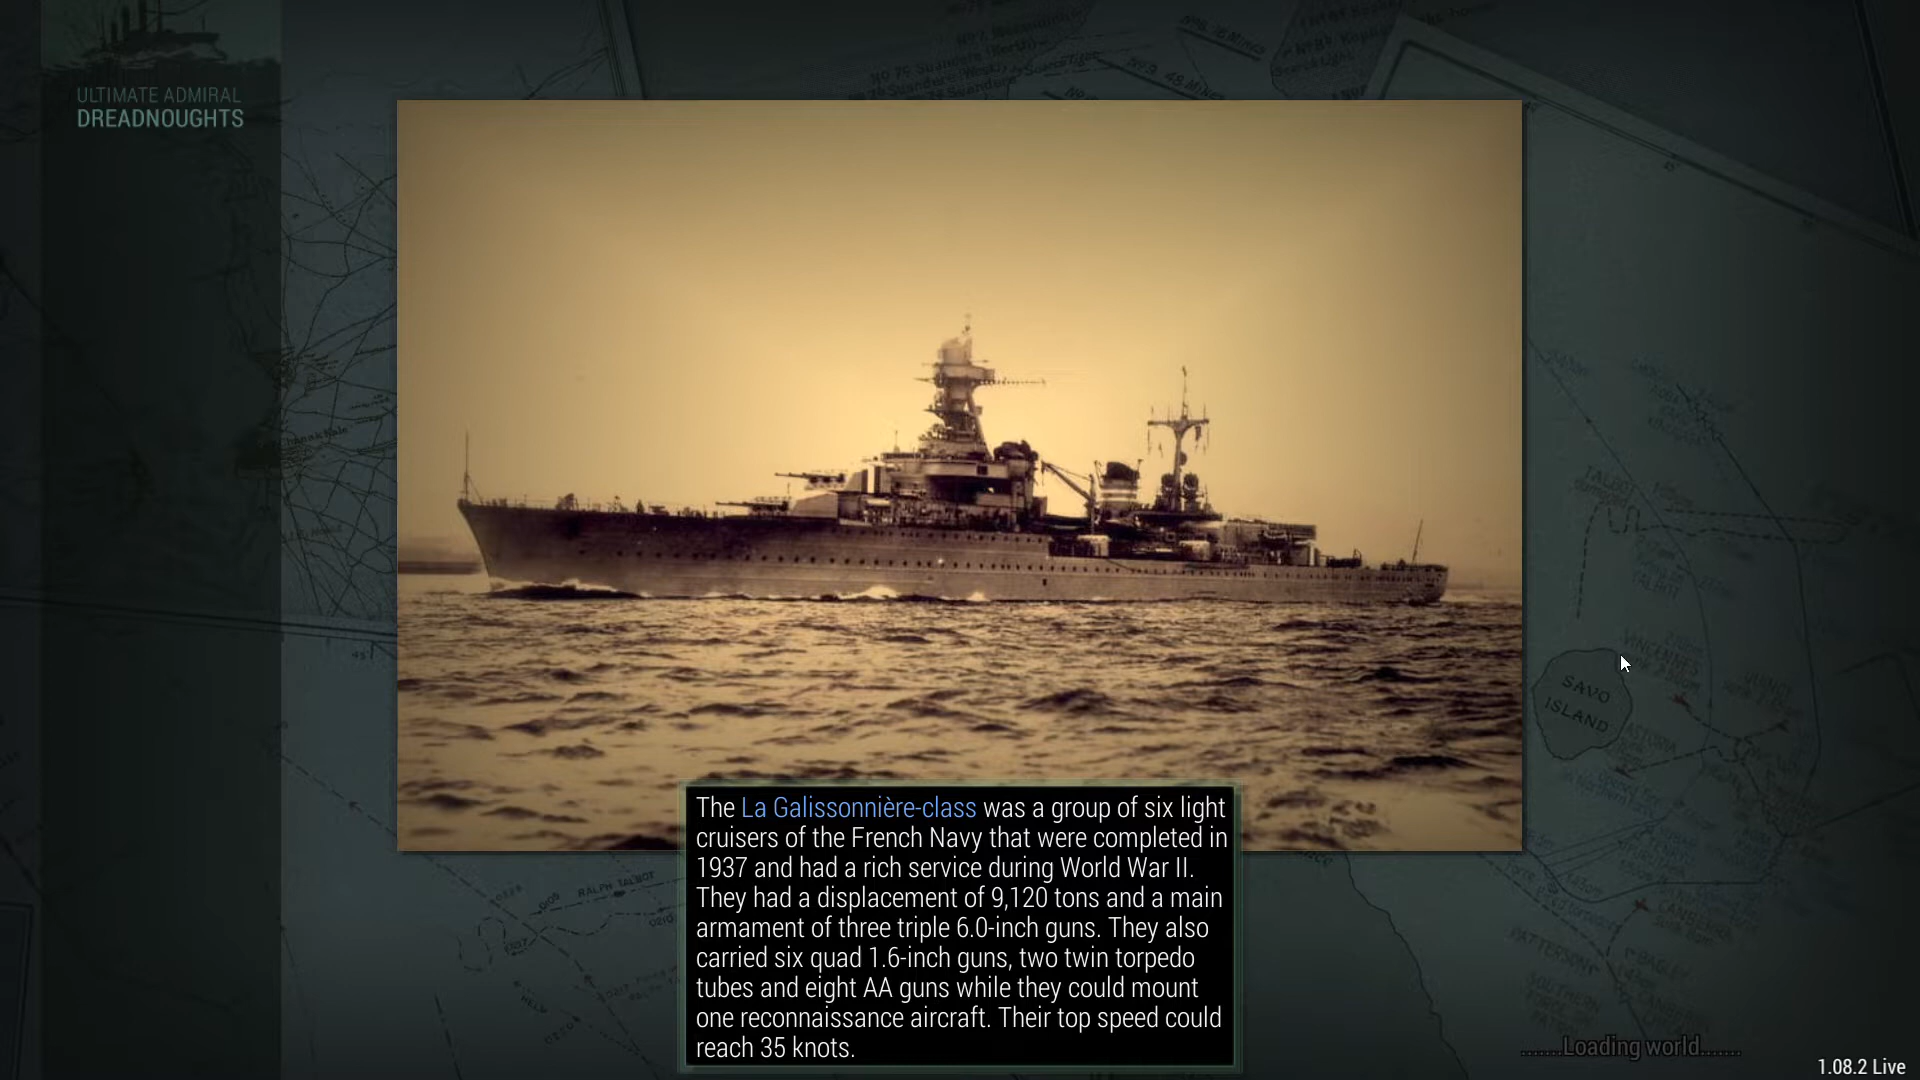 ULTIMATE ADMIRAL
DREADNOUGHTS
SAVO
ISLAND
RALPH TALBOT
The La Galissonnière-class was a group of six light
cruisers of the French Navy that were completed in
1937 and had a rich service during World War II.
They had a displacement of 9,120 tons and a main
armament of three triple 6.0-inch guns. They also
carried six quad 1.6-inch guns, two twin torpedo
tubes and eight AA guns while they could mount
one reconnaissance aircraft. Their top speed could
reach 35 knots.
.......Loading world.......
1.08.2 Live